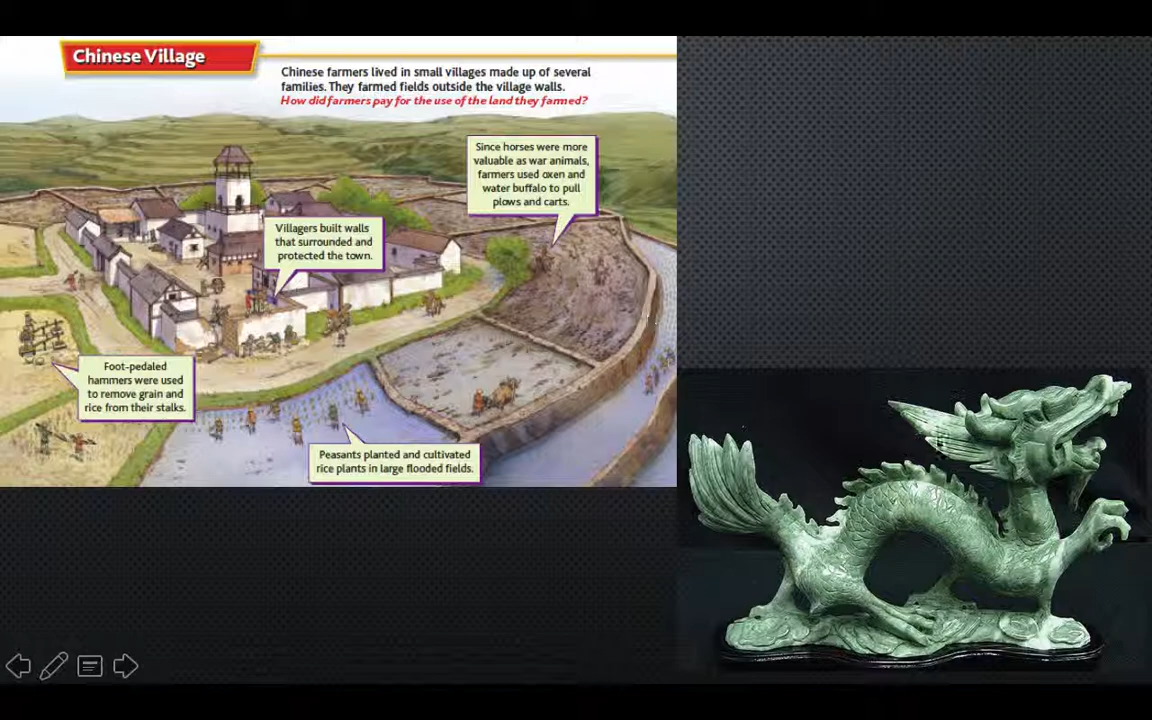 Chinese Village
Chinese farmers lived in small villages made up of several
families. They farmed fields outside the village walls.
How did farmers pay for the use of the land they farmed?
Since horses were more
valuable as war animals,
farmers used oxen and
water buffalo to pull
plows and carts.
Villagers built walls
that surrounded and
protected the town.
Foot-pedaled
hammers were used
to remove grain and
rice from their stalks.
Peasants planted and cultivated
rice plants in large flooded fields.